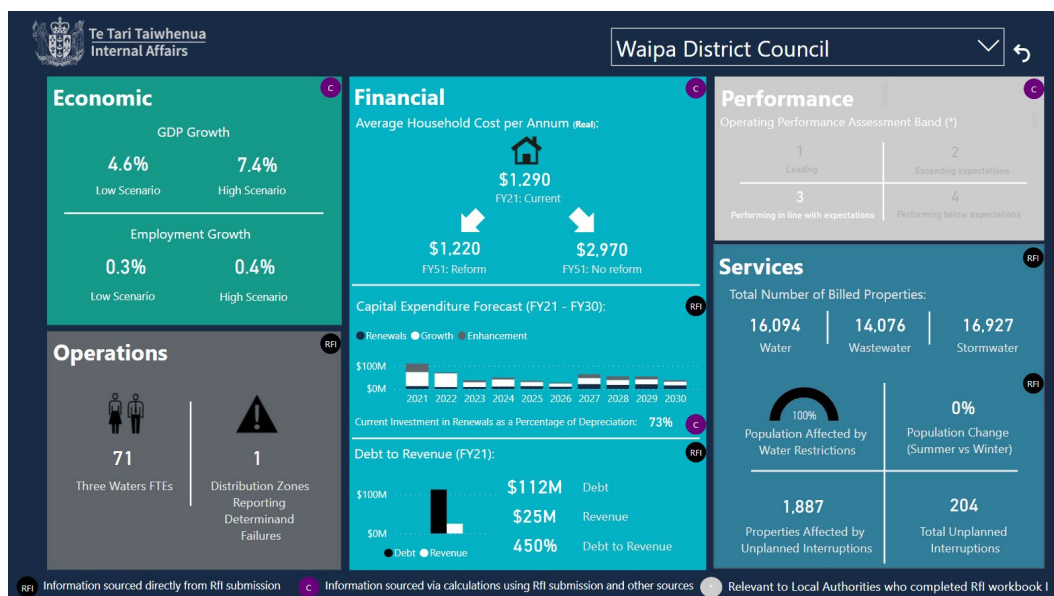 Te Tari Taiwhenua
Internal Affairs
Waipa District Council
Economic
C
GDP Growth
4.6%
7.4%
Low Scenario
High Scenario
Employment Growth
0.3%
0.4%
Low Scenario
High Scenario
Operations
RFI
71
1
Three Waters FTEs
Distribution Zones
Reporting
Determinand
Failures
Financial
C
Average Household Cost per Annum (Real):
$1,290
FY21: Current
$1,220
$2,970
FY51: Reform
FY51: No reform
Capital Expenditure Forecast (FY21 - FY30):
RFI
Renewals Growth Enhancement
$100M
$0M
2021 2022 2023 2024 2025 2026 2027 2028 2029 2030
Current Investment in Renewals as a Percentage of Depreciation: 73%
C
Debt to Revenue (FY21):
RFI
$100M
$0M
Debt Revenue
$112M Debt
$25M Revenue
450% Debt to Revenue
Performance
C
Operating Performance Assessment Band (*)
1
2
Leading
Exceeding expectations
3
4
Performing in line with expectations
Performing below expectations
Services
RFI
Total Number of Billed Properties:
16,094
14,076
16,927
Water
Wastewater
Stormwater
RFI
100%
0%
Population Affected by
Water Restrictions
Population Change
(Summer vs Winter)
1,887
204
Properties Affected by
Unplanned Interruptions
Total Unplanned
Interruptions
RFI Information sourced directly from RfI submission
C Information sourced via calculations using RfI submission and other sources
Relevant to Local Authorities who completed RfI workbook I